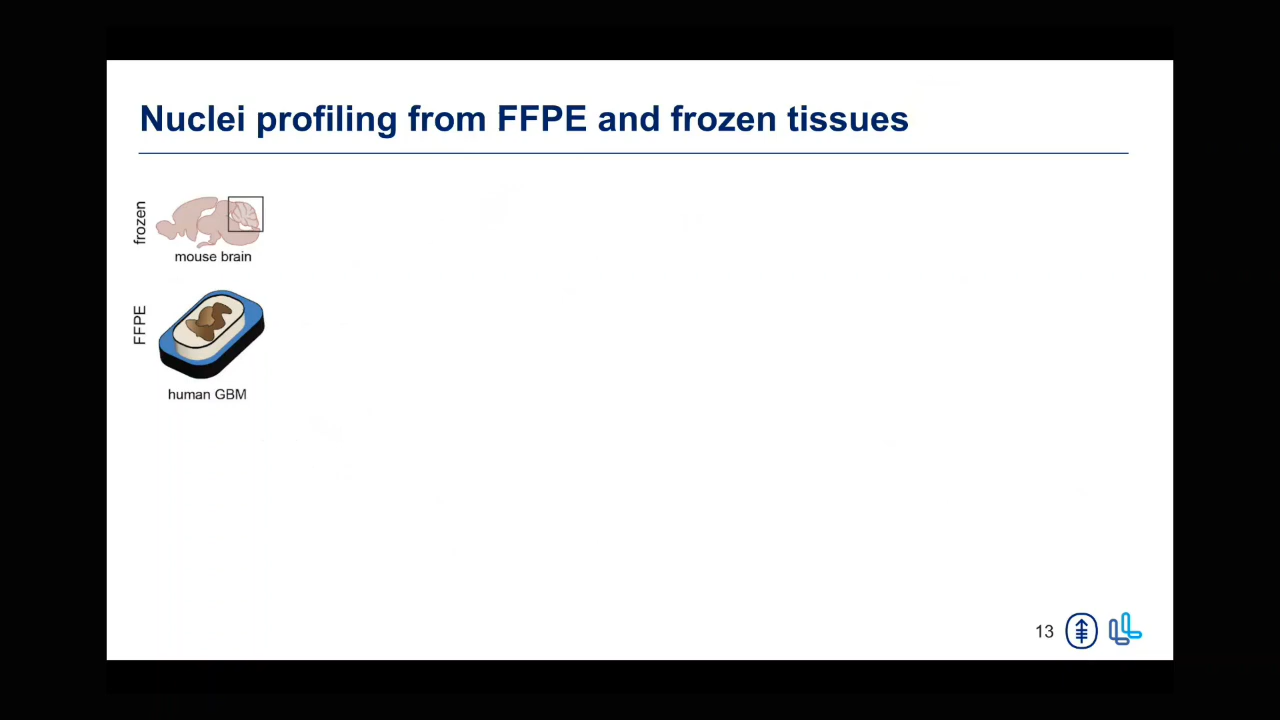 Nuclei profiling from FFPE and frozen tissues
frozen
mouse brain
FFPE
human GBM
13